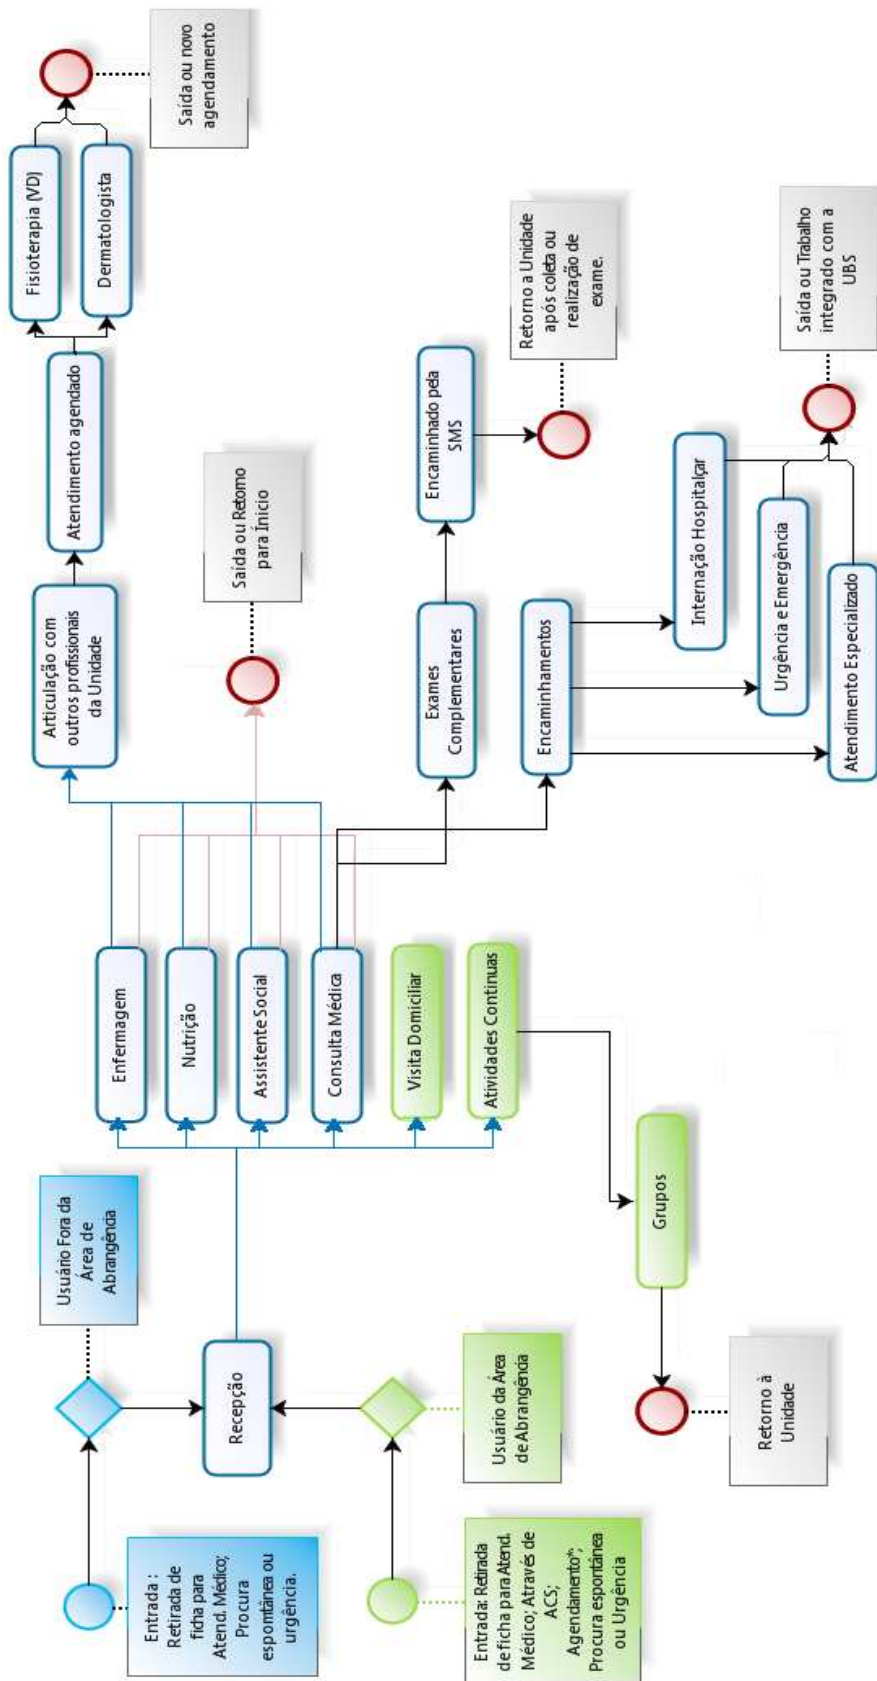 Entrada :
Retirada de
ficha para
Atend. Médico;
Procura
espomtânea ou
urgência.
Usuário Fora da
Área de
Abrangência
Recepção
Entrada: Retirada
de ficha para Atend.
Médico; Através de
ACS;
Agendamento*;
Procura espontânea
ou Urgência
Usuário da Área
de Abrangência
Enfermagem
Nutrição
Assistente Social
Consulta Médica
Visita Domiciliar
Atividades Continuas
Grupos
Retorno à
Unidade
Articulação com
outros profissionais
da Unidade
Atendimento agendado
Fisioterapia (VD)
Dermatologista
Saída ou novo
agendamento
Saída ou Retorno
para Ínicio
Exames
Complementares
Encaminhado pela
SMS
Retorno a Unidade
após coleta ou
realização de
exame.
Encaminhamentos
Internação Hospitalçar
Urgência e Emergência
Atendimento Especializado
Saída ou Trabalho
integrado com a
UBS